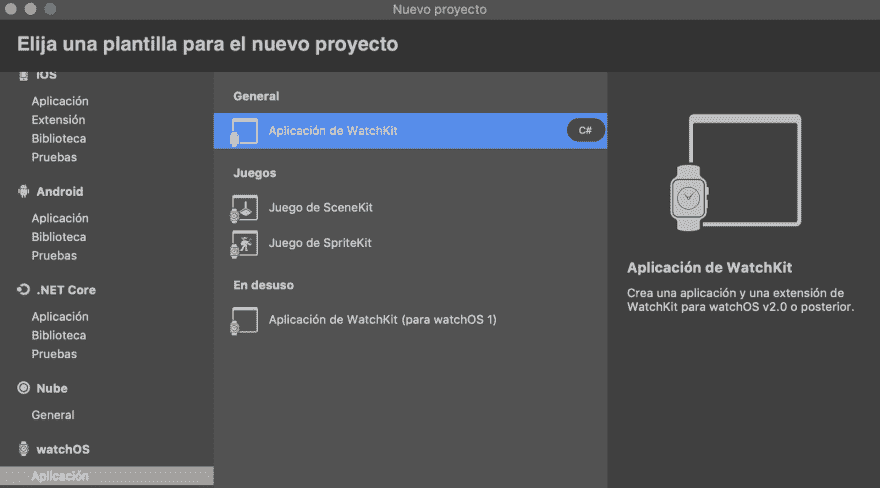 Nuevo proyecto
Elija una plantilla para el nuevo proyecto
iOS
Aplicación
Extensión
Biblioteca
Pruebas
Android
Aplicación
Biblioteca
Pruebas
.NET Core
Aplicación
Biblioteca
Pruebas
Nube
General
watchOS
Aplicación
General
Aplicación de WatchKit
C#
Juegos
Juego de SceneKit
Juego de SpriteKit
En desuso
Aplicación de WatchKit (para watchOS 1)
Aplicación de WatchKit
Crea una aplicación y una extensión de
WatchKit para watchOS v2.0 o posterior.